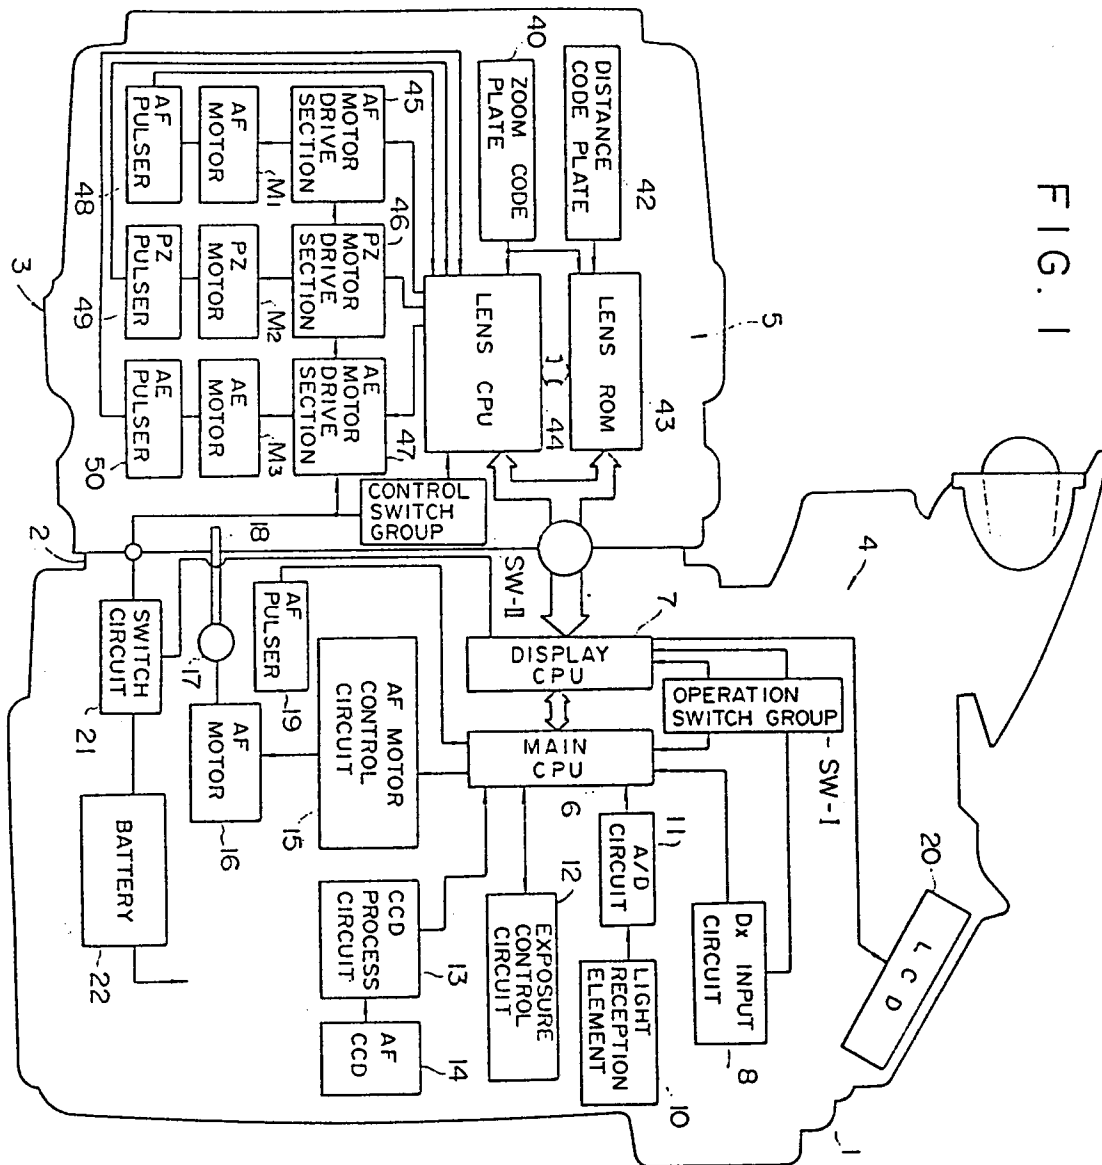 FIG. 1
1
4
5
3
2
DISTANCE
CODE PLATE
42
40
ZOOM CODE
PLATE
LENS ROM
43
44
LENS CPU
45
AF
MOTOR
DRIVE
SECTION
46
PZ
MOTOR
DRIVE
SECTION
47
AE
MOTOR
DRIVE
SECTION
AF
MOTOR
M1
PZ
MOTOR
M2
AE
MOTOR
M3
AF
PULSER
48
PZ
PULSER
49
AE
PULSER
50
CONTROL
SWITCH
GROUP
SW-II
18
17
AF
PULSER
19
SWITCH
CIRCUIT
21
AF
MOTOR
16
BATTERY
22
AF MOTOR
CONTROL
CIRCUIT
15
DISPLAY
CPU
7
MAIN
CPU
6
OPERATION
SWITCH GROUP
SW-I
20
LCD
DX INPUT
CIRCUIT
8
A/D
CIRCUIT
11
LIGHT
RECEPTION
ELEMENT
10
12
EXPOSURE
CONTROL
CIRCUIT
CCD
PROCESS
CIRCUIT
13
AF
CCD
14